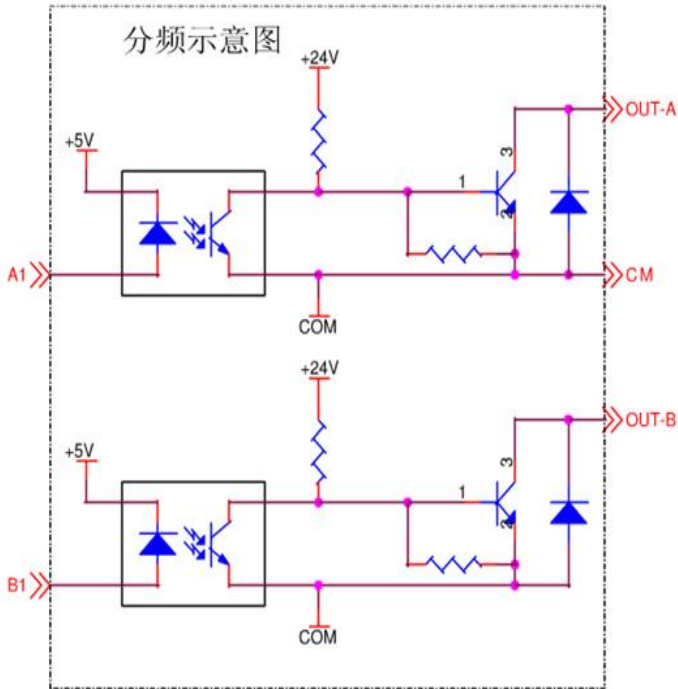 分频示意图
+24V
OUT-A
+5V
3
1
2
A1
CM
COM
+24V
OUT-B
+5V
3
1
2
B1
COM